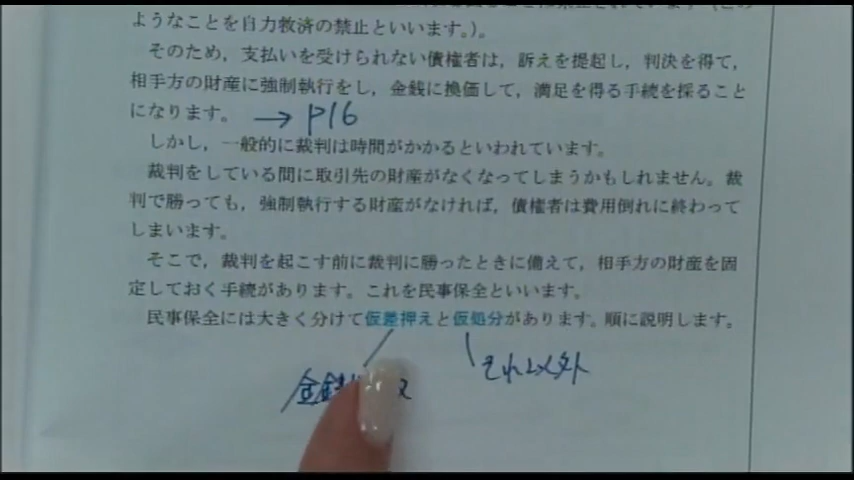 ようなことを自力救済の禁止といいます。)。
そのため，支払いを受けられない債権者は，訴えを提起し，判決を得て，
相手方の財産に強制執行をし，金銭に換価して，満足を得る手続を採ること
になります。 → P16
しかし，一般的に裁判は時間がかかるといわれています。
裁判をしている間に取引先の財産がなくなってしまうかもしれません。裁
判で勝っても，強制執行する財産がなければ，債権者は費用倒れに終わって
しまいます。
そこで，裁判を起こす前に裁判に勝ったときに備えて，相手方の財産を固
定しておく手続があります。これを民事保全といいます。
民事保全には大きく分けて仮差押えと仮処分があります。順に説明します。
金銭 それ以外